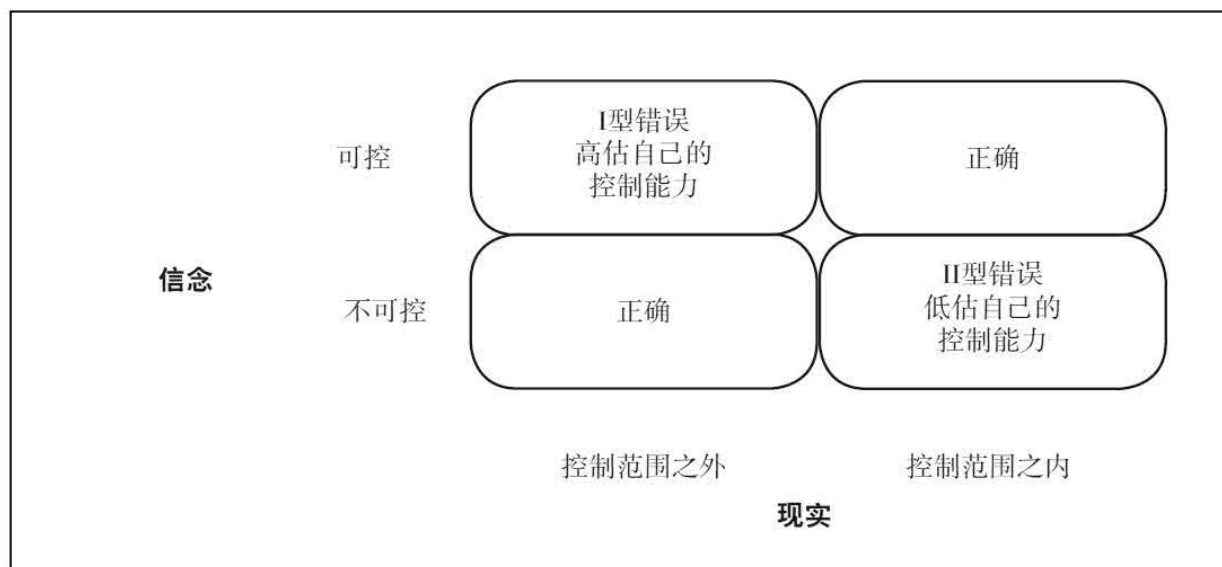 I型错误
高估自己的
控制能力
可控
正确
信念
不可控
正确
II型错误
低估自己的
控制能力
控制范围之外
控制范围之内
现实